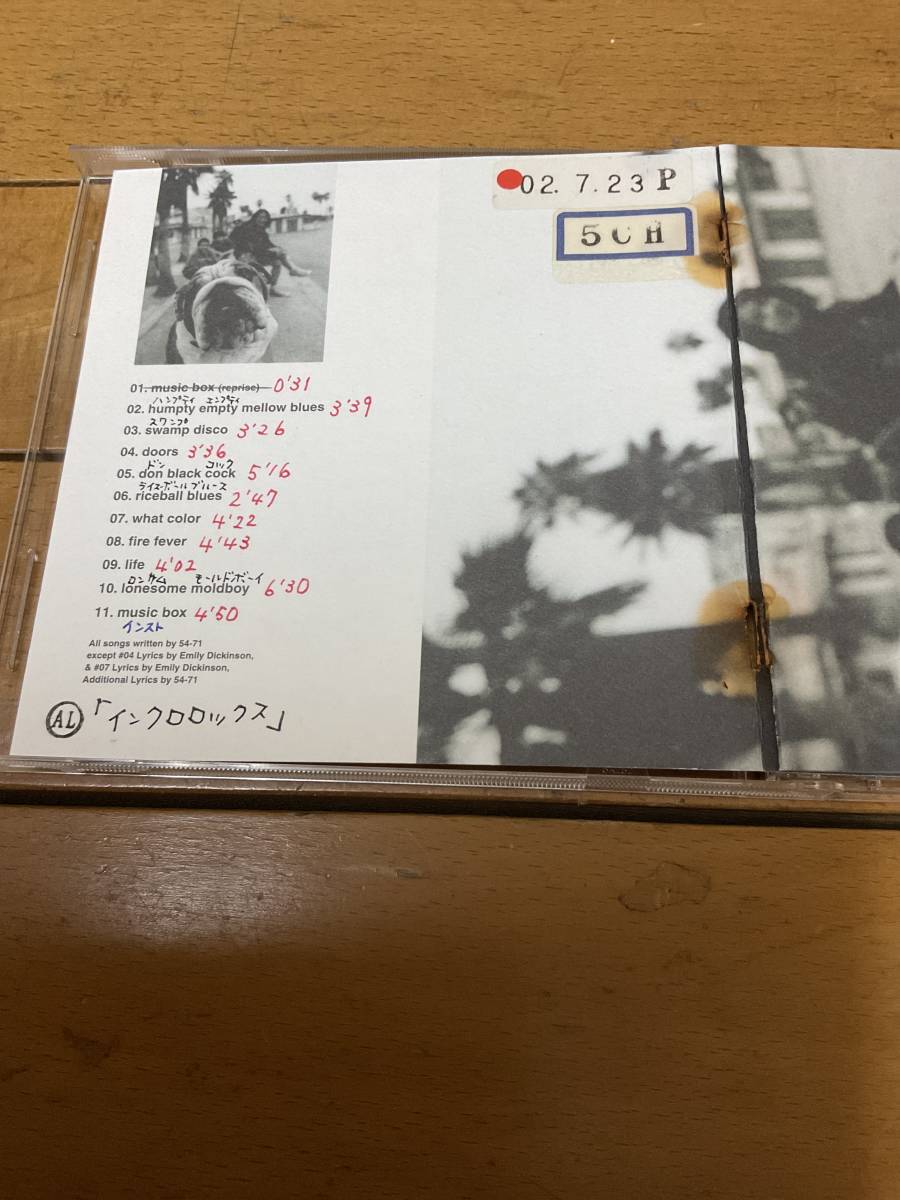 02. 7. 23 P
5CH
01. music box (reprise) 0'31
ハンプティ エンプティ
02. humpty empty mellow blues 3'39
スワンプ
03. swamp disco 3'26
04. doors 3'36
ドン コック
05. don black cock 5'16
ライスボールブルース
06. riceball blues 2'47
07. what color 4'22
08. fire fever 4'43
09. life 4'02
ロンサム モールドボーイ
10. lonesome moldboy 6'30
11. music box 4'50
インスト
All songs written by 54-71
except #04 Lyrics by Emily Dickinson,
& #07 Lyrics by Emily Dickinson,
Additional Lyrics by 54-71
AL 「インクロロックス」